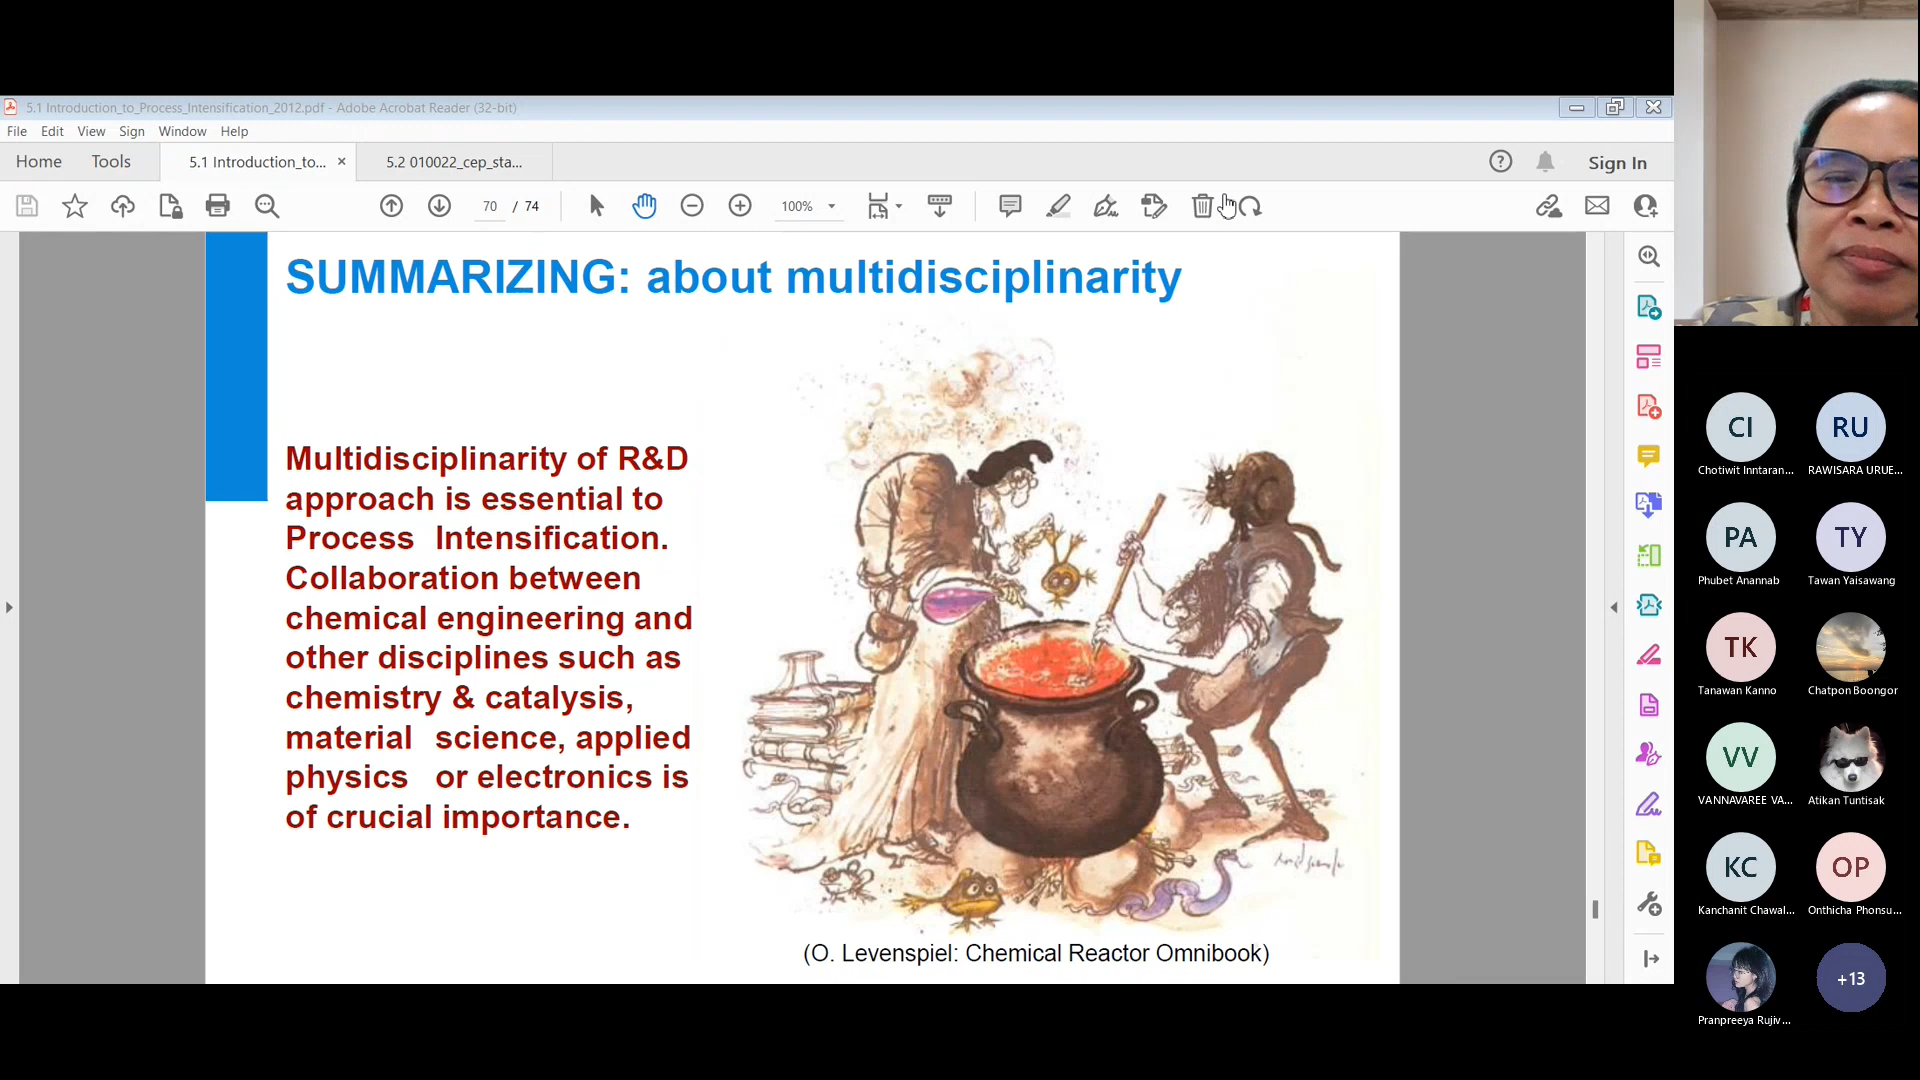 5.1 Introduction_to_Process_Intensification_2012.pdf - Adobe Acrobat Reader (32-bit)
File Edit View Sign Window Help
Home Tools 5.1 Introduction_to... × 5.2 010022_cep_sta... Sign In
70 / 74 100%
SUMMARIZING: about multidisciplinarity
Multidisciplinarity of R&D
approach is essential to
Process Intensification.
Collaboration between
chemical engineering and
other disciplines such as
chemistry & catalysis,
material science, applied
physics or electronics is
of crucial importance.
(O. Levenspiel: Chemical Reactor Omnibook)
CI RU
Chotiwit Inntaran... RAWISARA URUE...
PA TY
Phubet Anannab Tawan Yaisawang
TK
Tanawan Kanno Chatpon Boongor
VV
VANNAVAREE VA... Atikan Tuntisak
KC OP
Kanchanit Chawal... Onthicha Phonsu...
+13
Pranpreeya Rujiv...